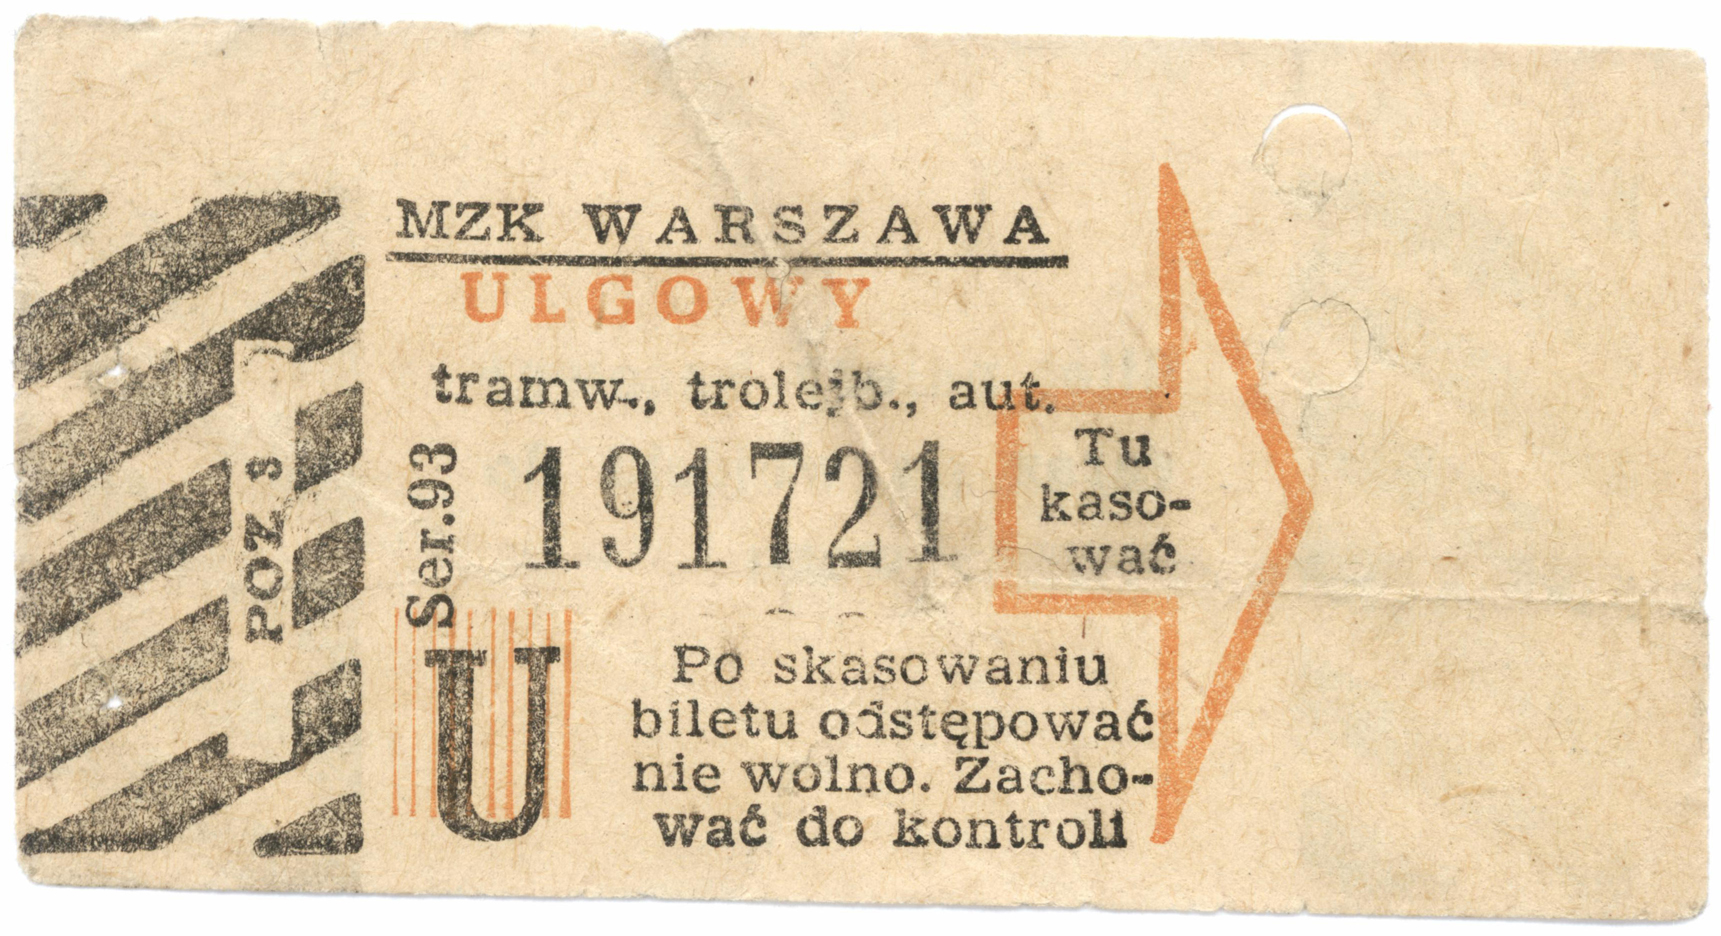 MZK WARSZAWA
ULGOWY
tramw., trolejb., aut.
POZ. 3
Ser.93
191721
Tu
kaso-
wać
U
Po skasowaniu
biletu odstępować
nie wolno. Zacho-
wać do kontroli